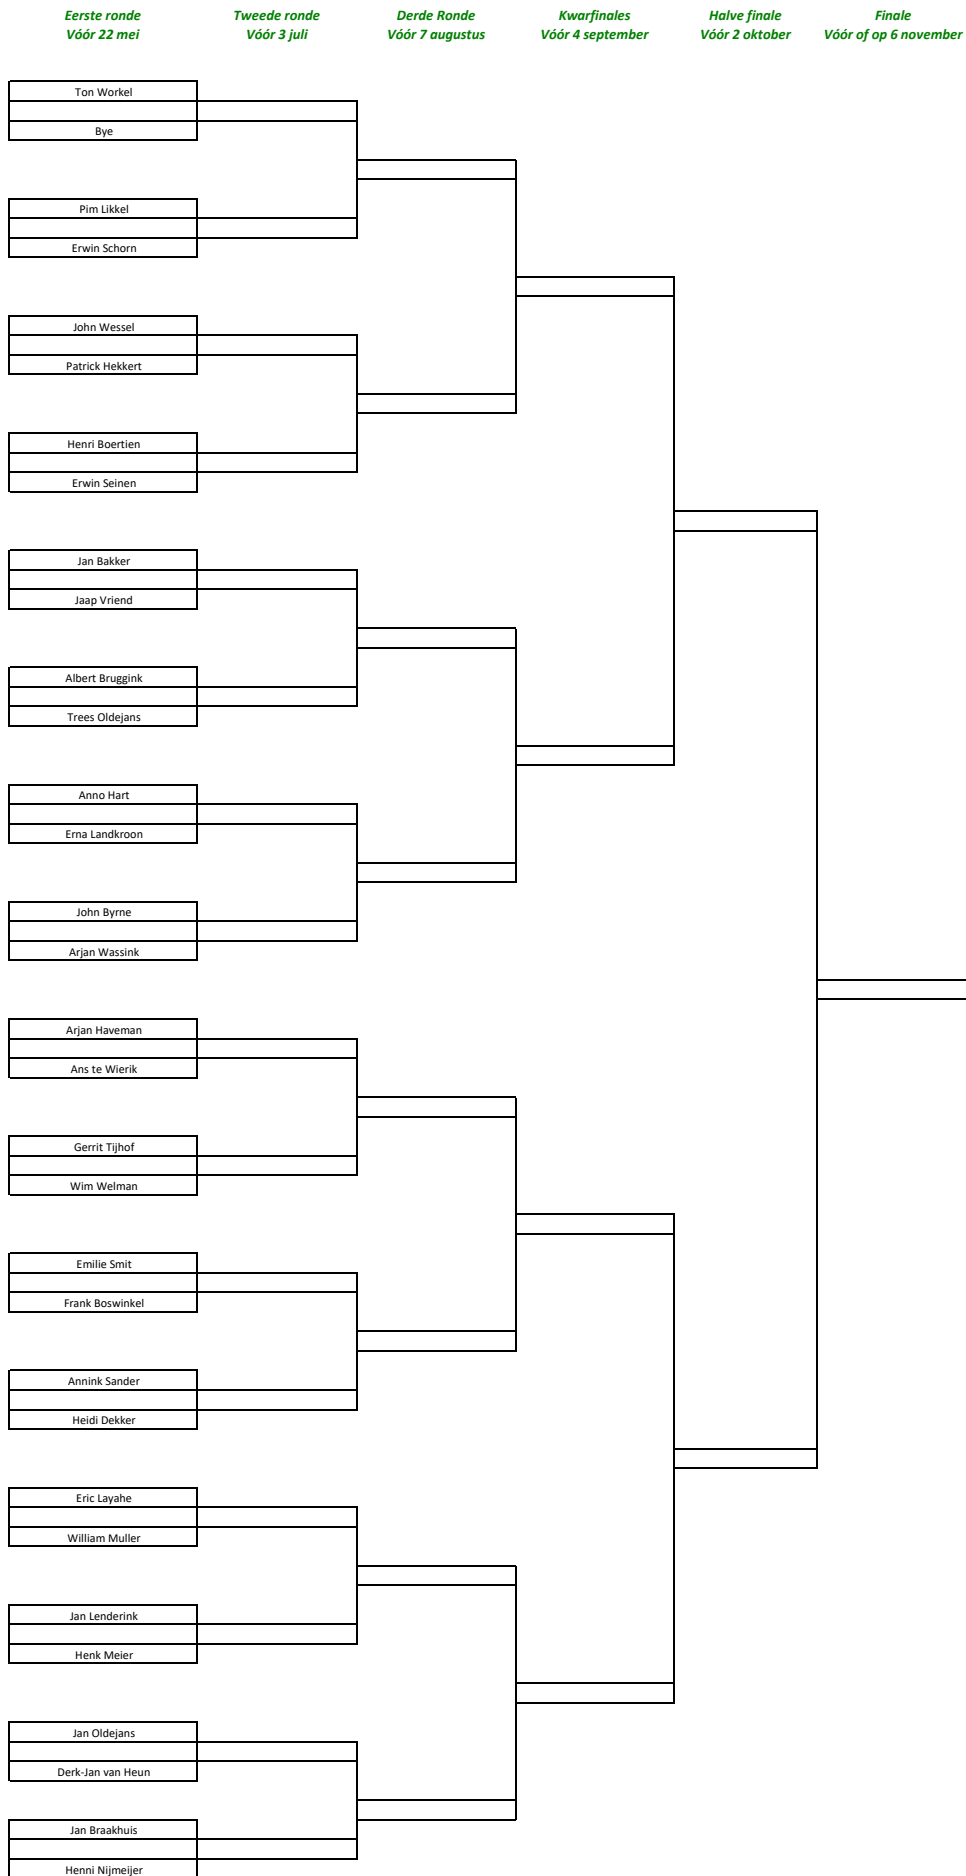 Eerste ronde
Vóór 22 mei
Tweede ronde
Vóór 3 juli
Derde Ronde
Vóór 7 augustus
Kwarfinales
Vóór 4 september
Halve finale
Vóór 2 oktober
Finale
Vóór of op 6 november
Ton Workel
Bye
Pim Likkel
Erwin Schorn
John Wessel
Patrick Hekkert
Henri Boertien
Erwin Seinen
Jan Bakker
Jaap Vriend
Albert Bruggink
Trees Oldejans
Anno Hart
Erna Landkroon
John Byrne
Arjan Wassink
Arjan Haveman
Ans te Wierik
Gerrit Tijhof
Wim Welman
Emilie Smit
Frank Boswinkel
Annink Sander
Heidi Dekker
Eric Layahe
William Muller
Jan Lenderink
Henk Meier
Jan Oldejans
Derk-Jan van Heun
Jan Braakhuis
Henni Nijmeijer